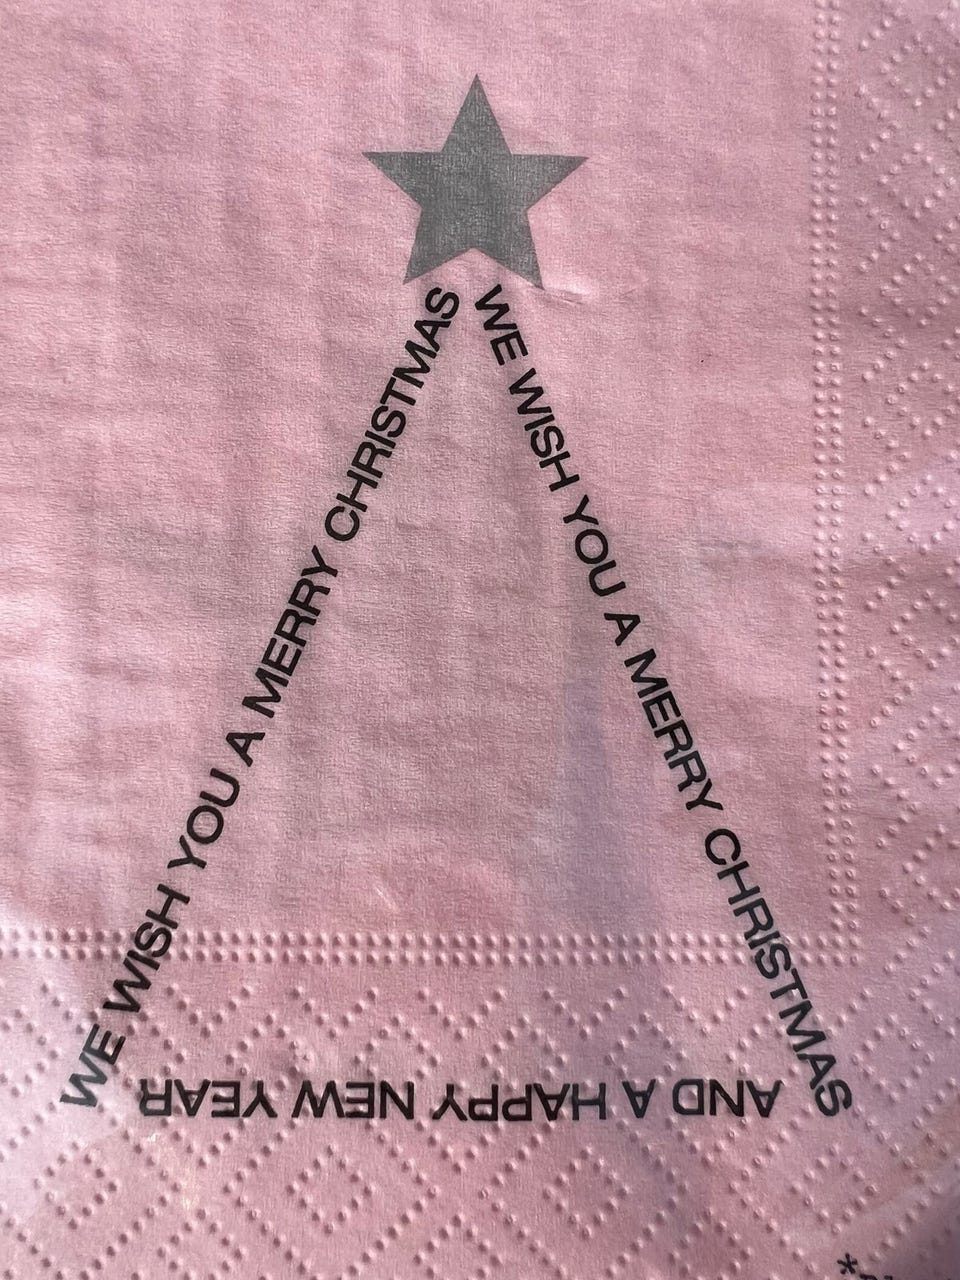 WE WISH YOU A MERRY CHRISTMAS
WE WISH YOU A MERRY CHRISTMAS
AND A HAPPY NEW YEAR
*